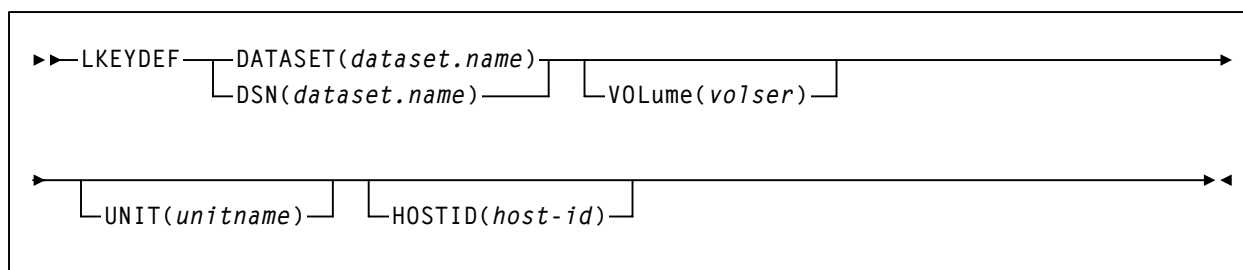 LKEYDEF DATASET(dataset.name)
DSN(dataset.name) VOLume(volser)
UNIT(unitname) HOSTID(host-id)